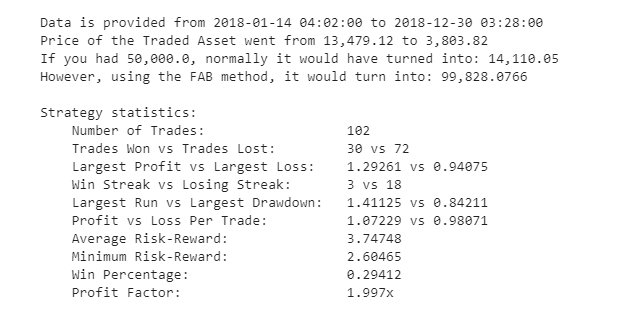 Data is provided from 2018-01-14 04:02:00 to 2018-12-30 03:28:00
Price of the Traded Asset went from 13,479.12 to 3,803.82
If you had 50,000.0, normally it would have turned into: 14,110.05
However, using the FAB method, it would turn into: 99,828.0766
Strategy statistics:
Number of Trades: 102
Trades Won vs Trades Lost: 30 vs 72
Largest Profit vs Largest Loss: 1.29261 vs 0.94075
Win Streak vs Losing Streak: 3 vs 18
Largest Run vs Largest Drawdown: 1.41125 vs 0.84211
Profit vs Loss Per Trade: 1.07229 vs 0.98071
Average Risk-Reward: 3.74748
Minimum Risk-Reward: 2.60465
Win Percentage: 0.29412
Profit Factor: 1.997x